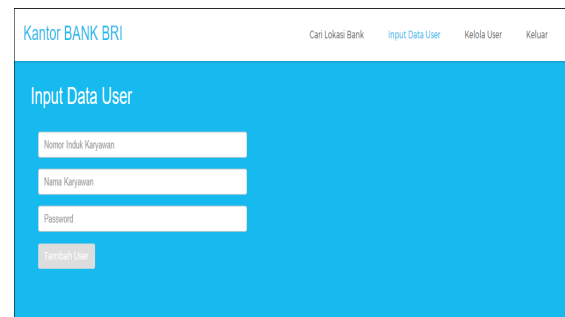 Kantor BANK BRI
Cari Lokasi Bank Input Data User Kelola User Keluar
Input Data User
Nomor Induk Karyawan
Nama Karyawan
Password
Tambah User